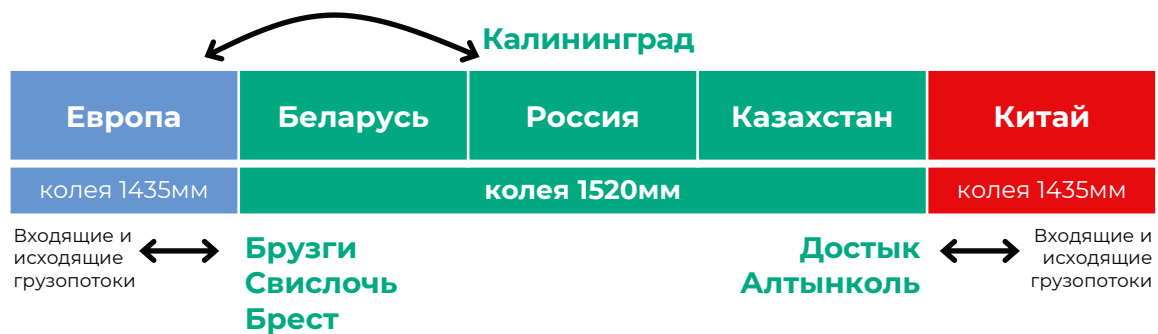 Калининград
Европа
Беларусь
Россия
Казахстан
Китай
колея 1435мм
колея 1520мм
колея 1435мм
Входящие и
исходящие
грузопотоки
Брузги
Свислочь
Брест
Достык
Алтынколь
Входящие и
исходящие
грузопотоки